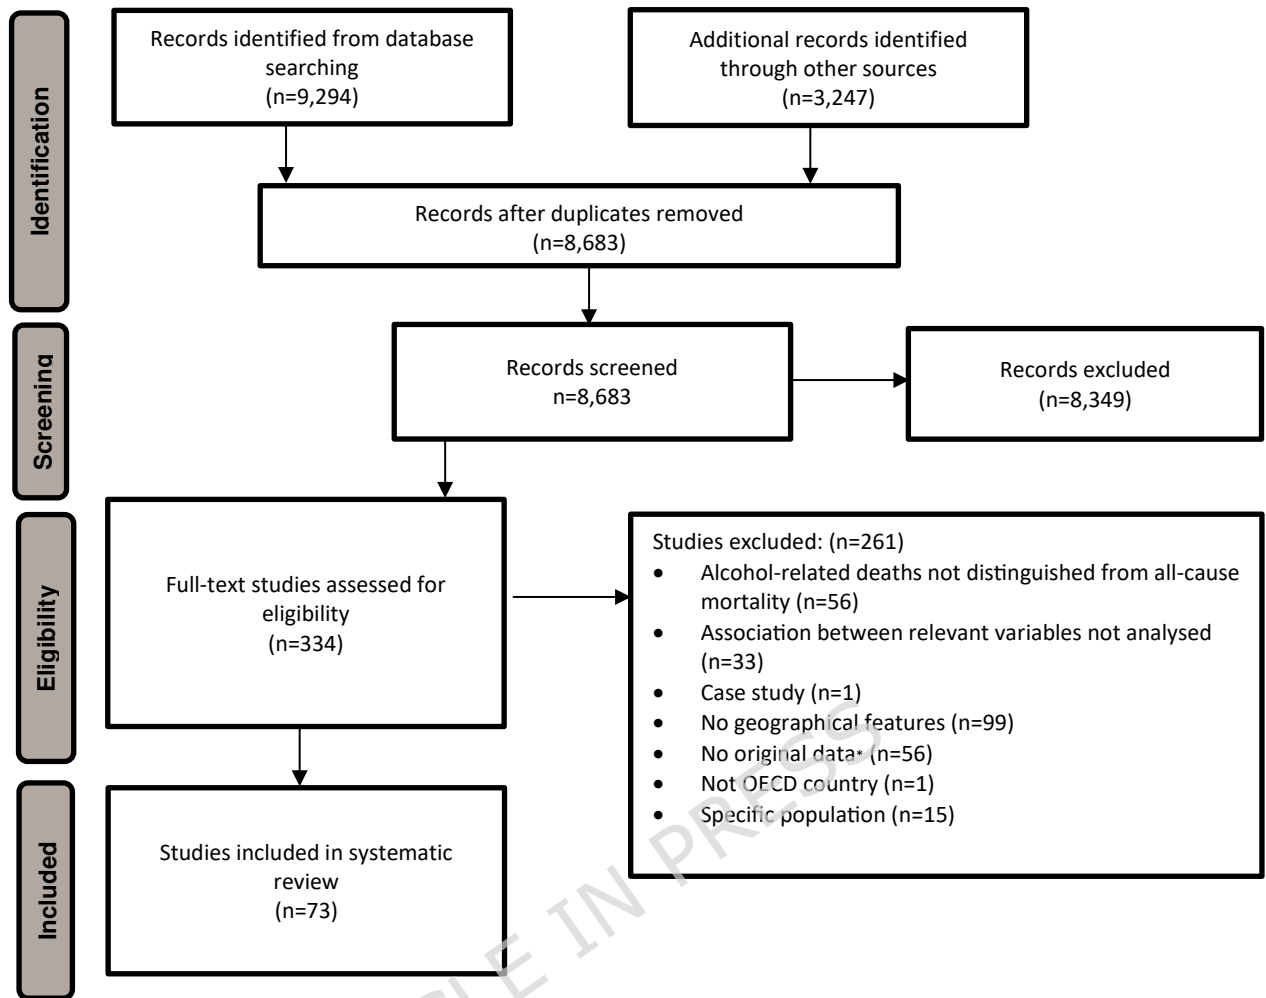 Identification
Records identified from database
searching
(n=9,294)
Additional records identified
through other sources
(n=3,247)
Records after duplicates removed
(n=8,683)
Screening
Records screened
n=8,683
Records excluded
(n=8,349)
Eligibility
Full-text studies assessed for
eligibility
(n=334)
Studies excluded: (n=261)
• Alcohol-related deaths not distinguished from all-cause
mortality (n=56)
• Association between relevant variables not analysed
(n=33)
• Case study (n=1)
• No geographical features (n=99)
• No original data* (n=56)
• Not OECD country (n=1)
• Specific population (n=15)
Included
Studies included in systematic
review
(n=73)
IN PRESS